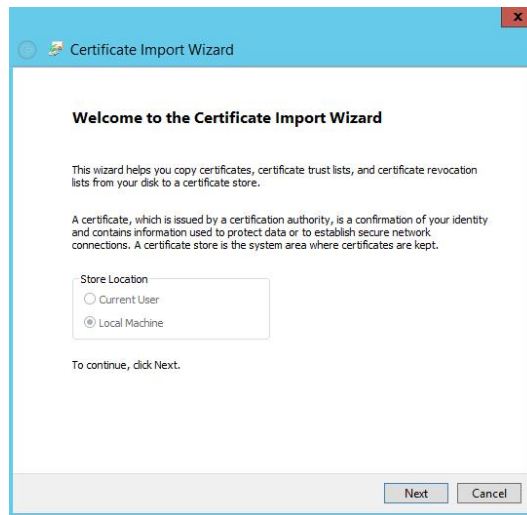 x
Certificate Import Wizard
Welcome to the Certificate Import Wizard
This wizard helps you copy certificates, certificate trust lists, and certificate revocation
lists from your disk to a certificate store.
A certificate, which is issued by a certification authority, is a confirmation of your identity
and contains information used to protect data or to establish secure network
connections. A certificate store is the system area where certificates are kept.
Store Location
Current User
Local Machine
To continue, click Next.
Next Cancel